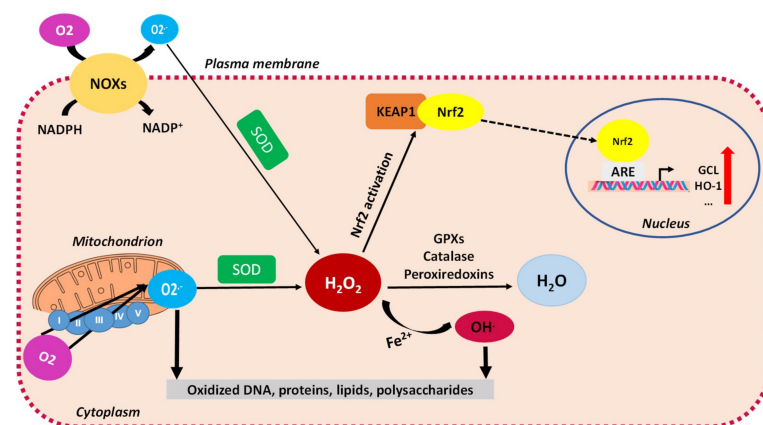 O2
O2·-
Plasma membrane
NOXs
NADPH
NADP+
SOD
KEAP1
Nrf2
Nrf2
ARE
GCL
HO-1
...
Nucleus
Nrf2 activation
Mitochondrion
O2·-
SOD
H2O2
GPXs
Catalase
Peroxiredoxins
H2O
I
II
III
IV
V
O2
Fe2+
OH·
Oxidized DNA, proteins, lipids, polysaccharides
Cytoplasm